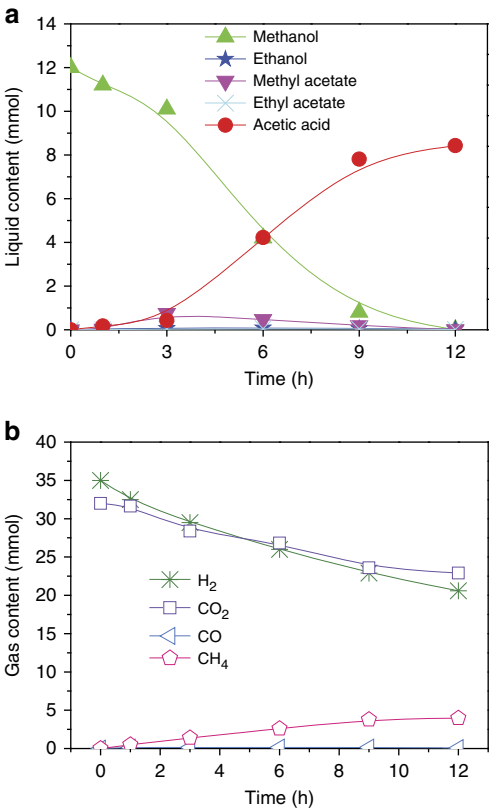 a
14
12
10
8
6
4
2
0
Liquid content (mmol)
Methanol
Ethanol
Methyl acetate
Ethyl acetate
Acetic acid
0 3 6 9 12
Time (h)
b
40
35
30
25
20
15
10
5
0
Gas content (mmol)
H₂
CO₂
CO
CH₄
0 2 4 6 8 10 12
Time (h)